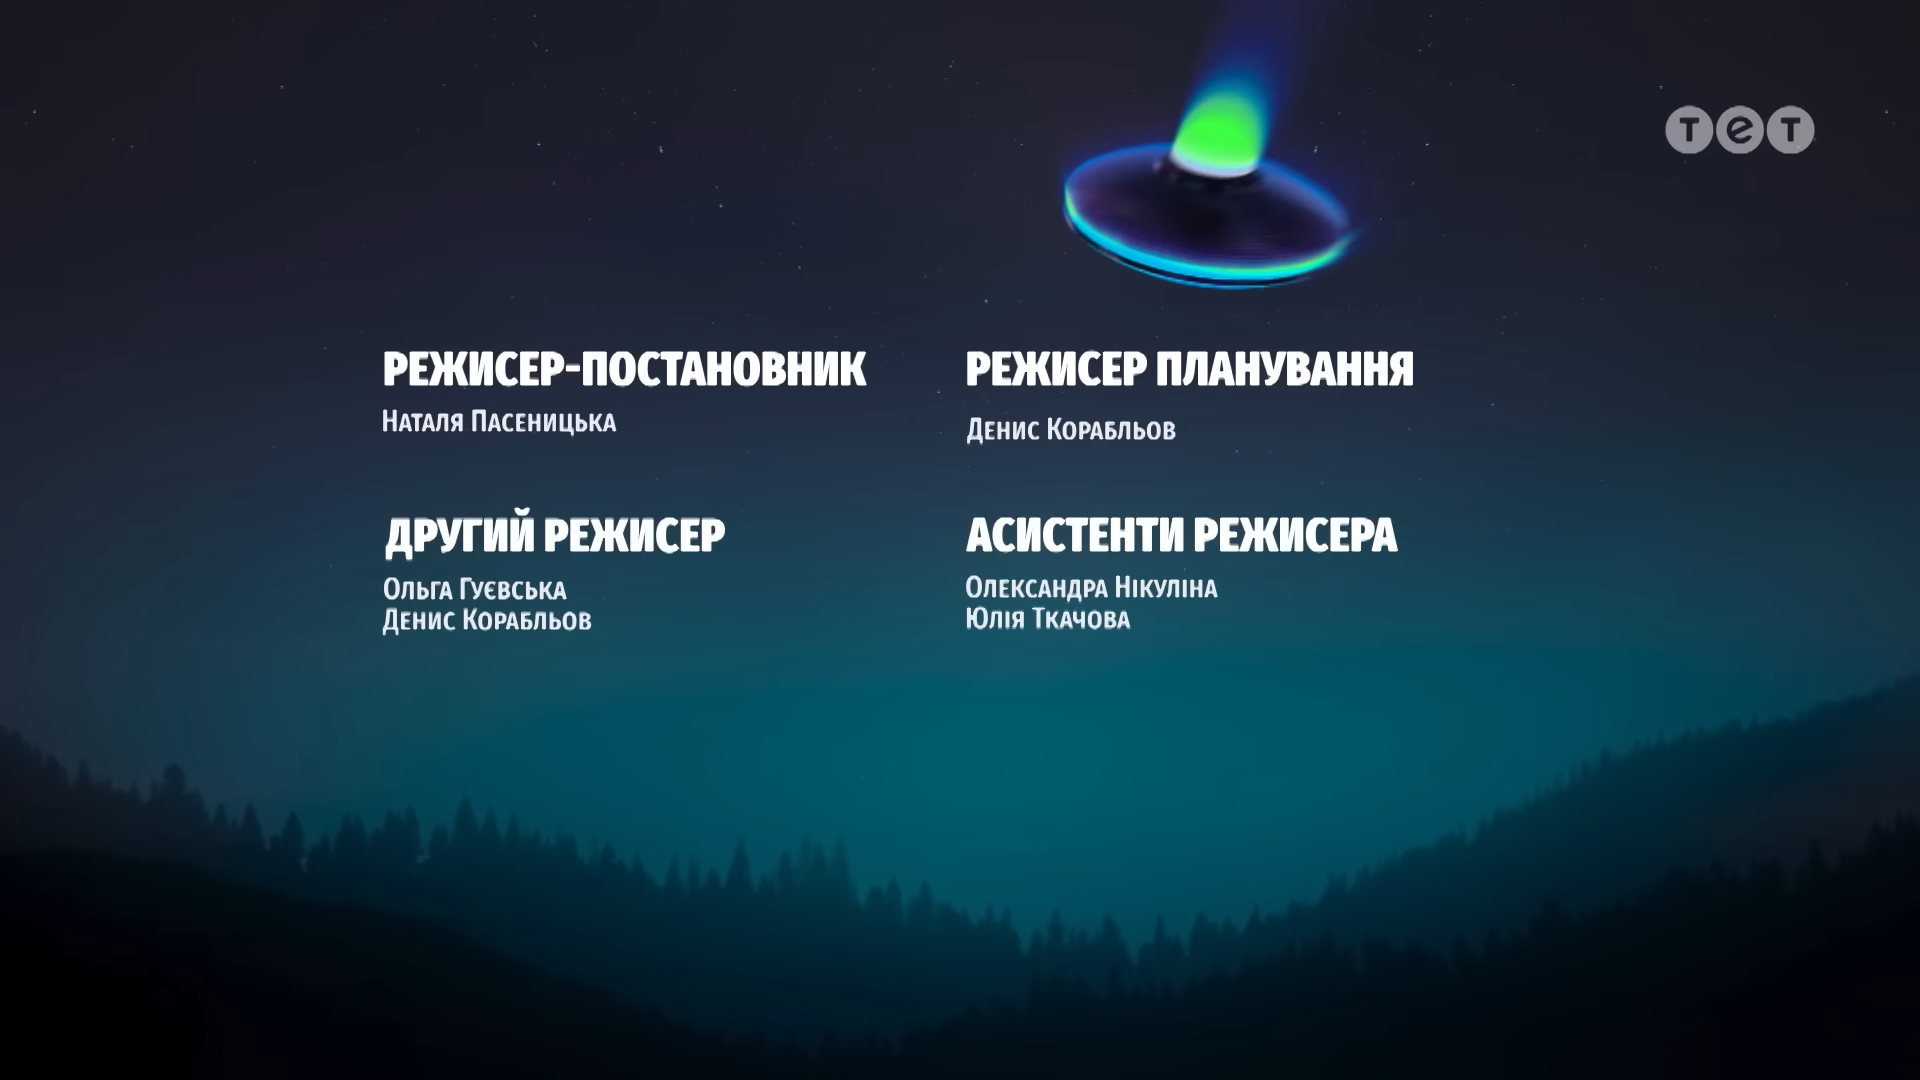 тет
РЕЖИСЕР-ПОСТАНОВНИК
Наталя Пасеницька
РЕЖИСЕР ПЛАНУВАННЯ
Денис Корабльов
ДРУГИЙ РЕЖИСЕР
Ольга Гуєвська
Денис Корабльов
АСИСТЕНТИ РЕЖИСЕРА
Олександра Нікуліна
Юлія Ткачова